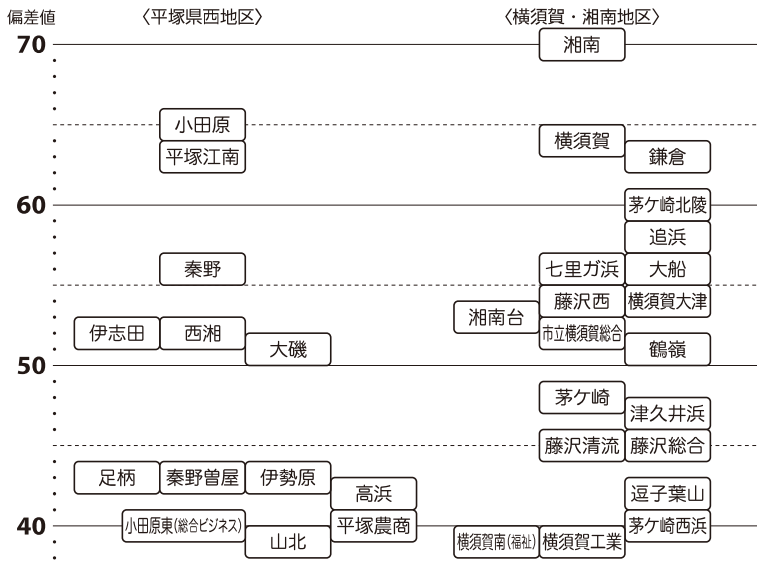 偏差値 〈平塚県西地区〉 〈横須賀・湘南地区〉
70 湘南
小田原
横須賀
平塚江南 鎌倉
60 茅ケ崎北陵
追浜
秦野 七里ガ浜 大船
藤沢西 横須賀大津
湘南台
伊志田 西湘 市立横須賀総合
大磯 鶴嶺
50
茅ケ崎
津久井浜
藤沢清流 藤沢総合
足柄 秦野曽屋 伊勢原
高浜 逗子葉山
40 小田原東(総合ビジネス) 平塚農商 茅ケ崎西浜
山北 横須賀南(福祉) 横須賀工業